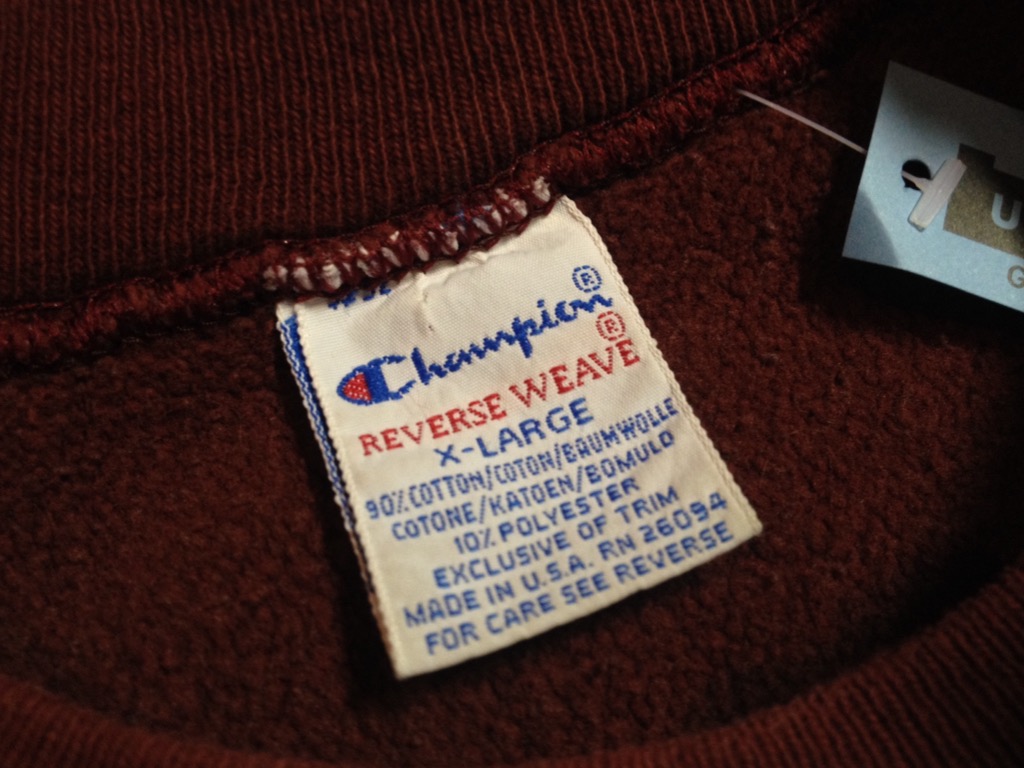 Champion®
REVERSE WEAVE®
X-LARGE
90% COTTON/COTON/BAUMWOLLE
COTONE/KATOEN/BOMULD
10% POLYESTER
EXCLUSIVE OF TRIM
MADE IN U.S.A. RN 26094
FOR CARE SEE REVERSE
U
G